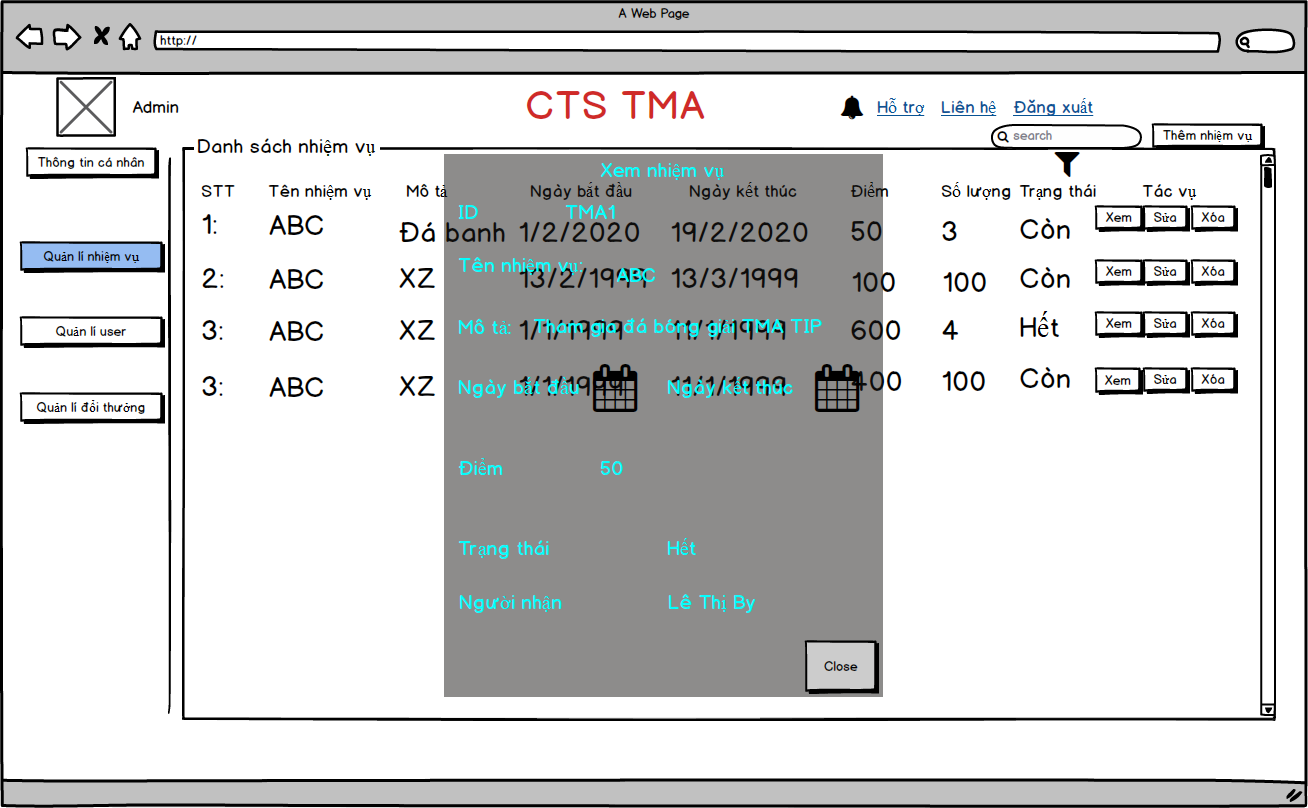 A Web Page
http://
Admin
CTS TMA
Hỗ trợ Liên hệ Đăng xuất
search
Thêm nhiệm vụ
Thông tin cá nhân
Quản lí nhiệm vụ
Quản lí user
Quản lí đổi thưởng
Danh sách nhiệm vụ
STT Tên nhiệm vụ Mô tả Ngày bắt đầu Ngày kết thúc Điểm Số lượng Trạng thái Tác vụ
1: ABC Đá banh 1/2/2020 19/2/2020 50 3 Còn Xem Sửa Xóa
2: ABC XZ 13/2/1999 13/3/1999 100 100 Còn Xem Sửa Xóa
3: ABC XZ 1/1/1999 11/1/1999 600 4 Hết Xem Sửa Xóa
3: ABC XZ 1/1/1999 11/1/1999 400 100 Còn Xem Sửa Xóa
Xem nhiệm vụ
ID TMA1
Tên nhiệm vụ: ABC
Mô tả: Tham gia đá bóng giải TMA TIP
Ngày bắt đầu Ngày kết thúc
Điểm 50
Trạng thái Hết
Người nhận Lê Thị By
Close